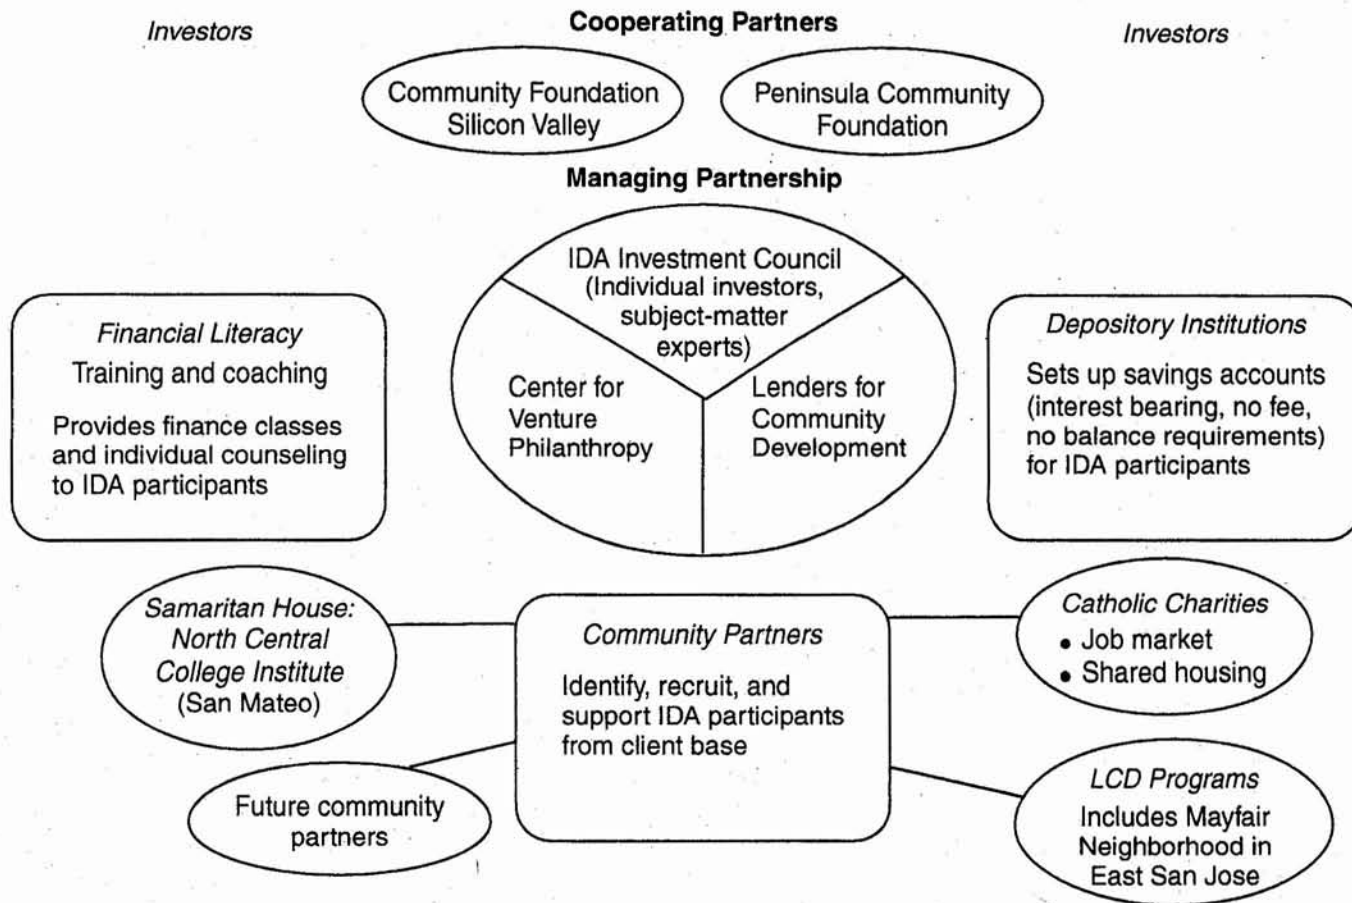 Investors
Cooperating Partners
Investors
Community Foundation
Silicon Valley
Peninsula Community
Foundation
Managing Partnership
IDA Investment Council
(Individual investors,
subject-matter
experts)
Center for
Venture
Philanthropy
Lenders for
Community
Development
Financial Literacy
Training and coaching
Provides finance classes
and individual counseling
to IDA participants
Depository Institutions
Sets up savings accounts
(interest bearing, no fee,
no balance requirements)
for IDA participants
Samaritan House:
North Central
College Institute
(San Mateo)
Community Partners
Identify, recruit, and
support IDA participants
from client base
Catholic Charities
• Job market
• Shared housing
Future community
partners
LCD Programs
Includes Mayfair
Neighborhood in
East San Jose